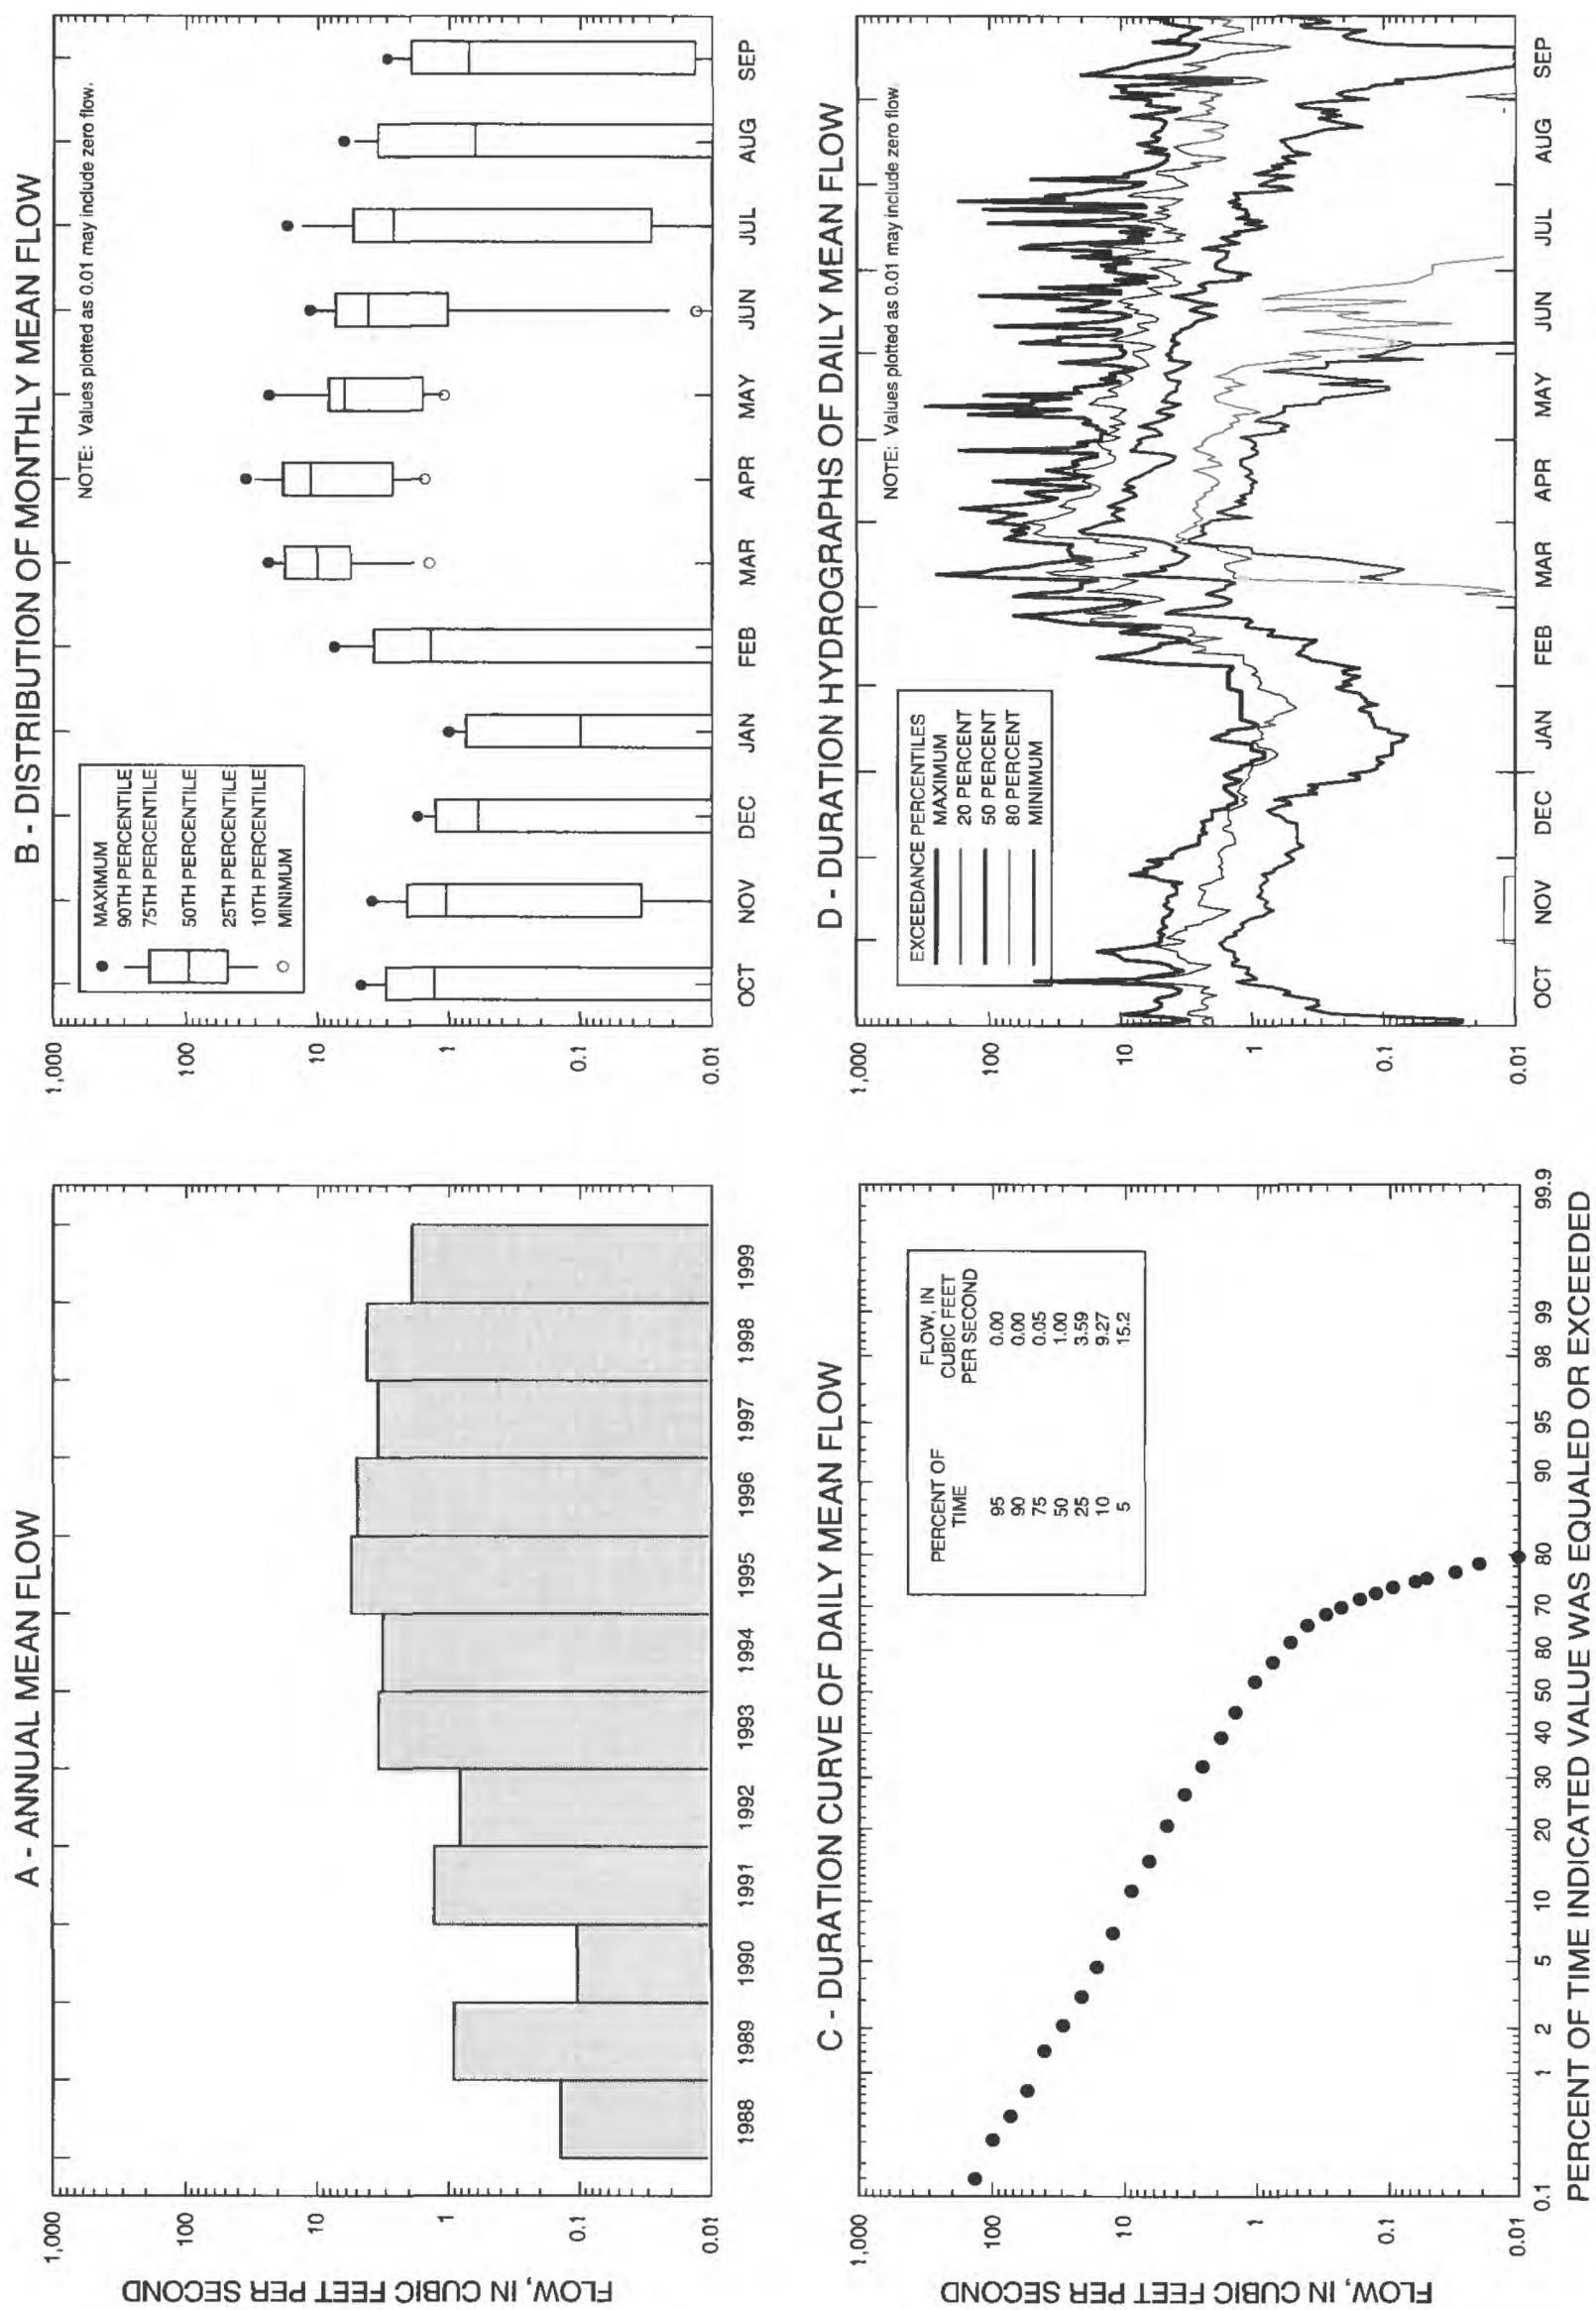 A - ANNUAL MEAN FLOW
1,000
100
10
1
0.1
0.01
FLOW, IN CUBIC FEET PER SECOND
1988 1989 1990 1991 1992 1993 1994 1995 1996 1997 1998 1999
B - DISTRIBUTION OF MONTHLY MEAN FLOW
NOTE: Values plotted as 0.01 may include zero flow.
MAXIMUM
90TH PERCENTILE
75TH PERCENTILE
50TH PERCENTILE
25TH PERCENTILE
10TH PERCENTILE
MINIMUM
1,000
100
10
1
0.1
0.01
OCT NOV DEC JAN FEB MAR APR MAY JUN JUL AUG SEP
C - DURATION CURVE OF DAILY MEAN FLOW
PERCENT OF TIME
FLOW, IN CUBIC FEET PER SECOND
95 0.00
90 0.00
75 0.05
50 1.00
25 3.59
10 9.27
5 15.2
1,000
100
10
1
0.1
0.01
FLOW, IN CUBIC FEET PER SECOND
0.1 1 2 5 10 20 30 40 50 60 70 80 90 95 98 99 99.9
PERCENT OF TIME INDICATED VALUE WAS EQUALED OR EXCEEDED
D - DURATION HYDROGRAPHS OF DAILY MEAN FLOW
NOTE: Values plotted as 0.01 may include zero flow.
EXCEEDANCE PERCENTILES
MAXIMUM
20 PERCENT
50 PERCENT
80 PERCENT
MINIMUM
1,000
100
10
1
0.1
0.01
OCT NOV DEC JAN FEB MAR APR MAY JUN JUL AUG SEP